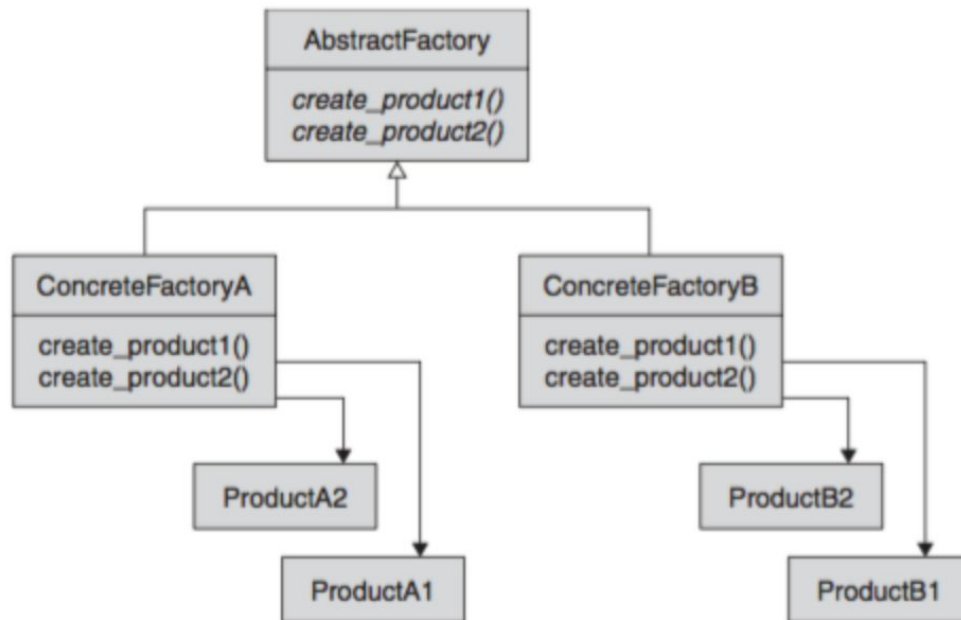 AbstractFactory
create_product1()
create_product2()
ConcreteFactoryA
create_product1()
create_product2()
ConcreteFactoryB
create_product1()
create_product2()
ProductA2
ProductA1
ProductB2
ProductB1